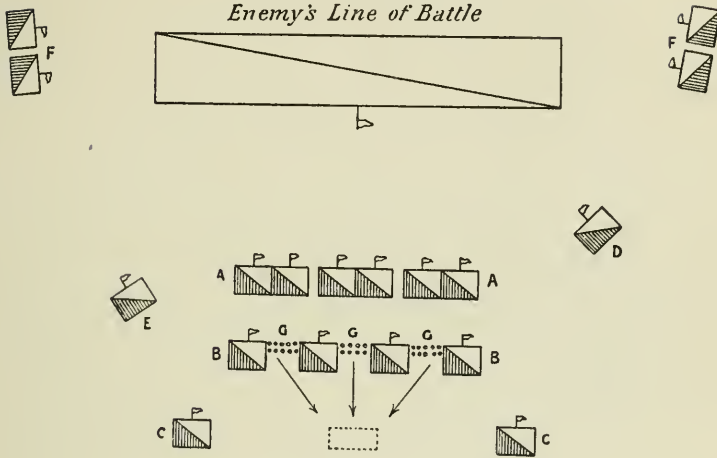 Enemy's Line of Battle
F F
D
A A
E
G G G
B B
C C